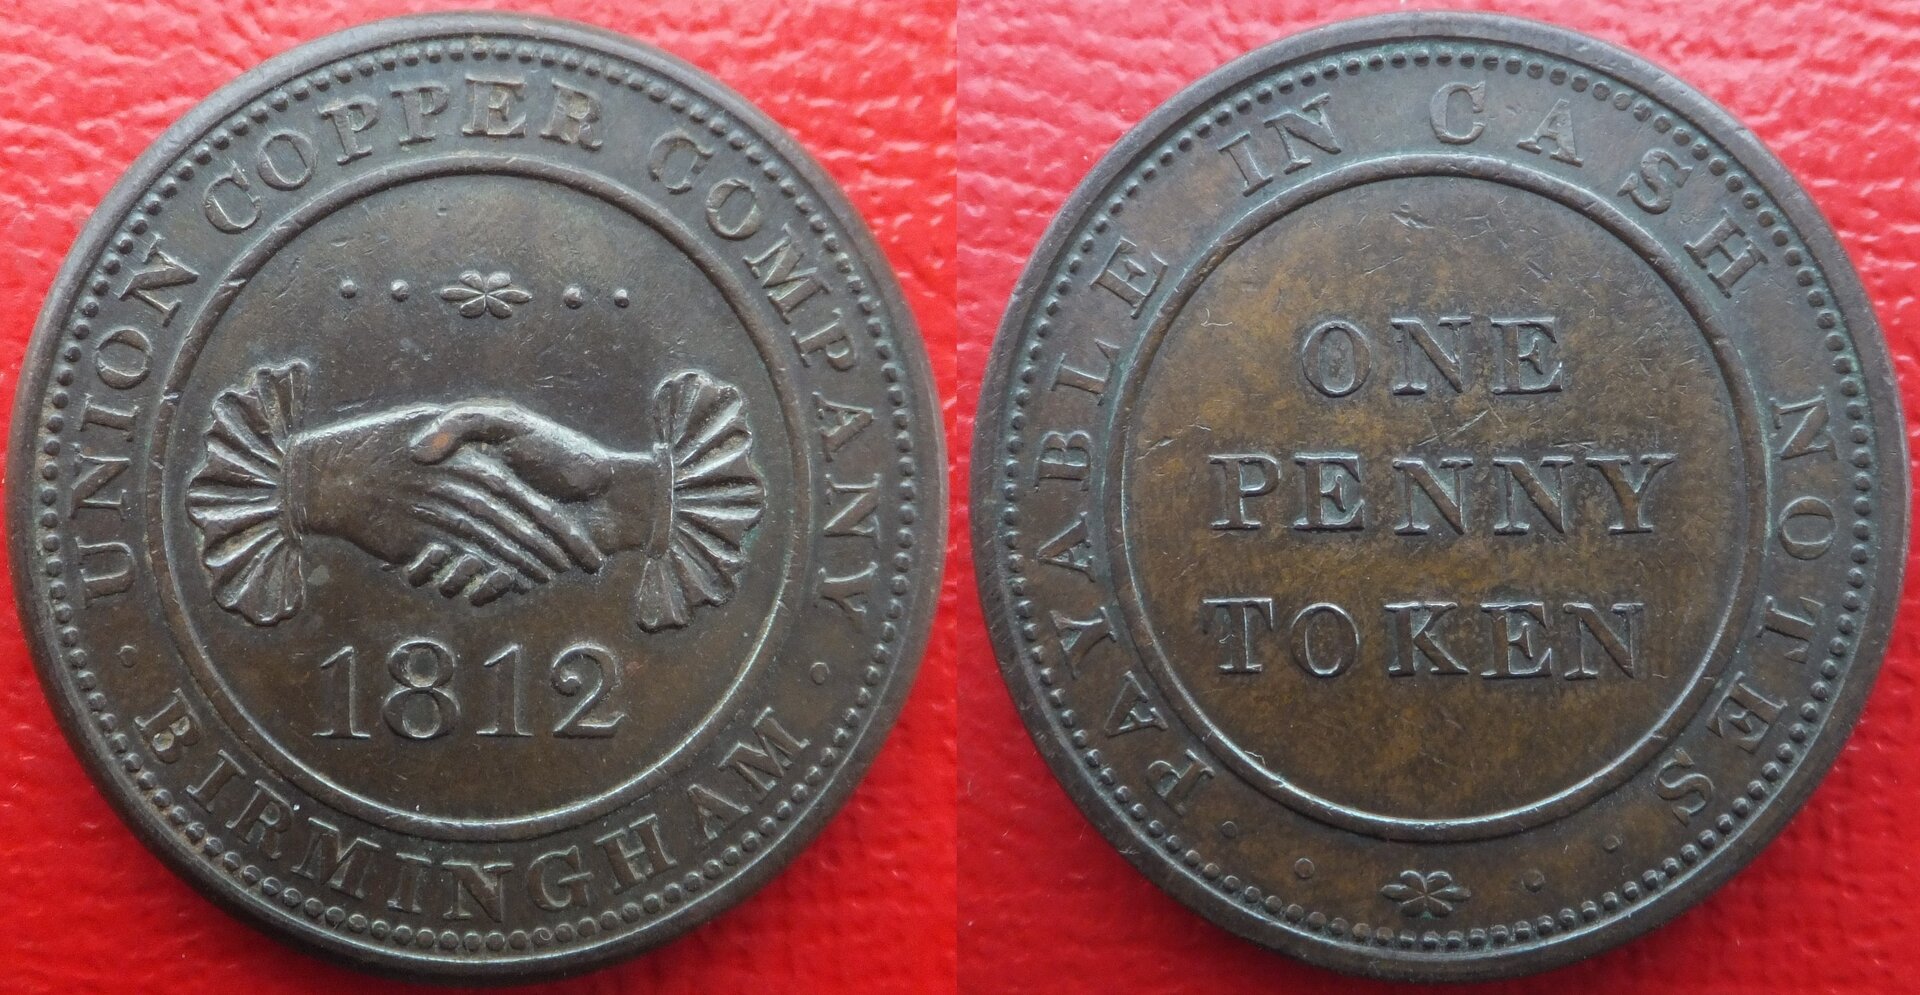 UNION COPPER COMPANY
1812
· BIRMINGHAM ·
PAYABLE IN CASH NOTES
ONE
PENNY
TOKEN